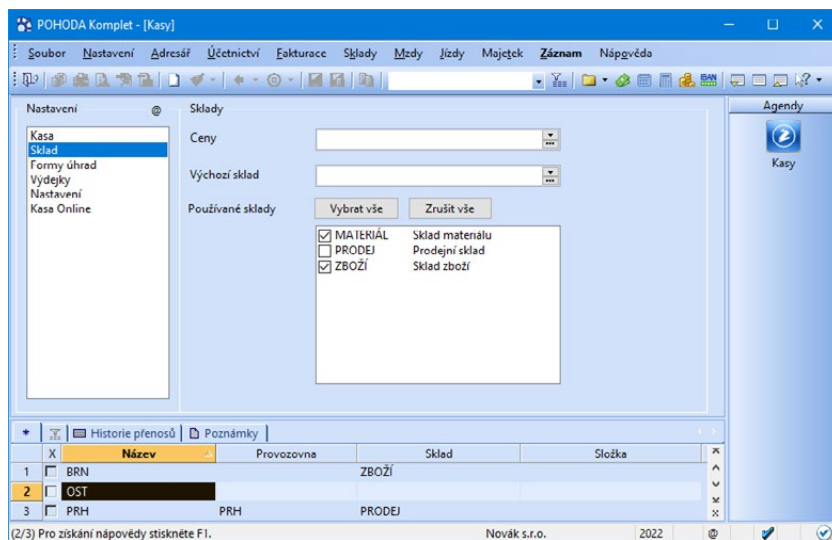 POHODA Komplet - [Kasy]
Soubor Nastavení Adresář Účetnictví Fakturace Sklady Mzdy Jízdy Majetek Záznam Nápověda
IBAN
Nastavení @ Sklady Agendy
Kasa
Sklad
Formy úhrad
Výdejky
Nastavení
Kasa Online
Ceny
Výchozí sklad
Používané sklady Vybrat vše Zrušit vše
MATERIÁL Sklad materiálu
PRODEJ Prodejní sklad
ZBOŽÍ Sklad zboží
Kasy
* Historie přenosů Poznámky
X Název Provozovna Sklad Složka
1 BRN ZBOŽÍ
2 OST
3 PRH PRH PRODEJ
(2/3) Pro získání nápovědy stiskněte F1. Novák s.r.o. 2022 @